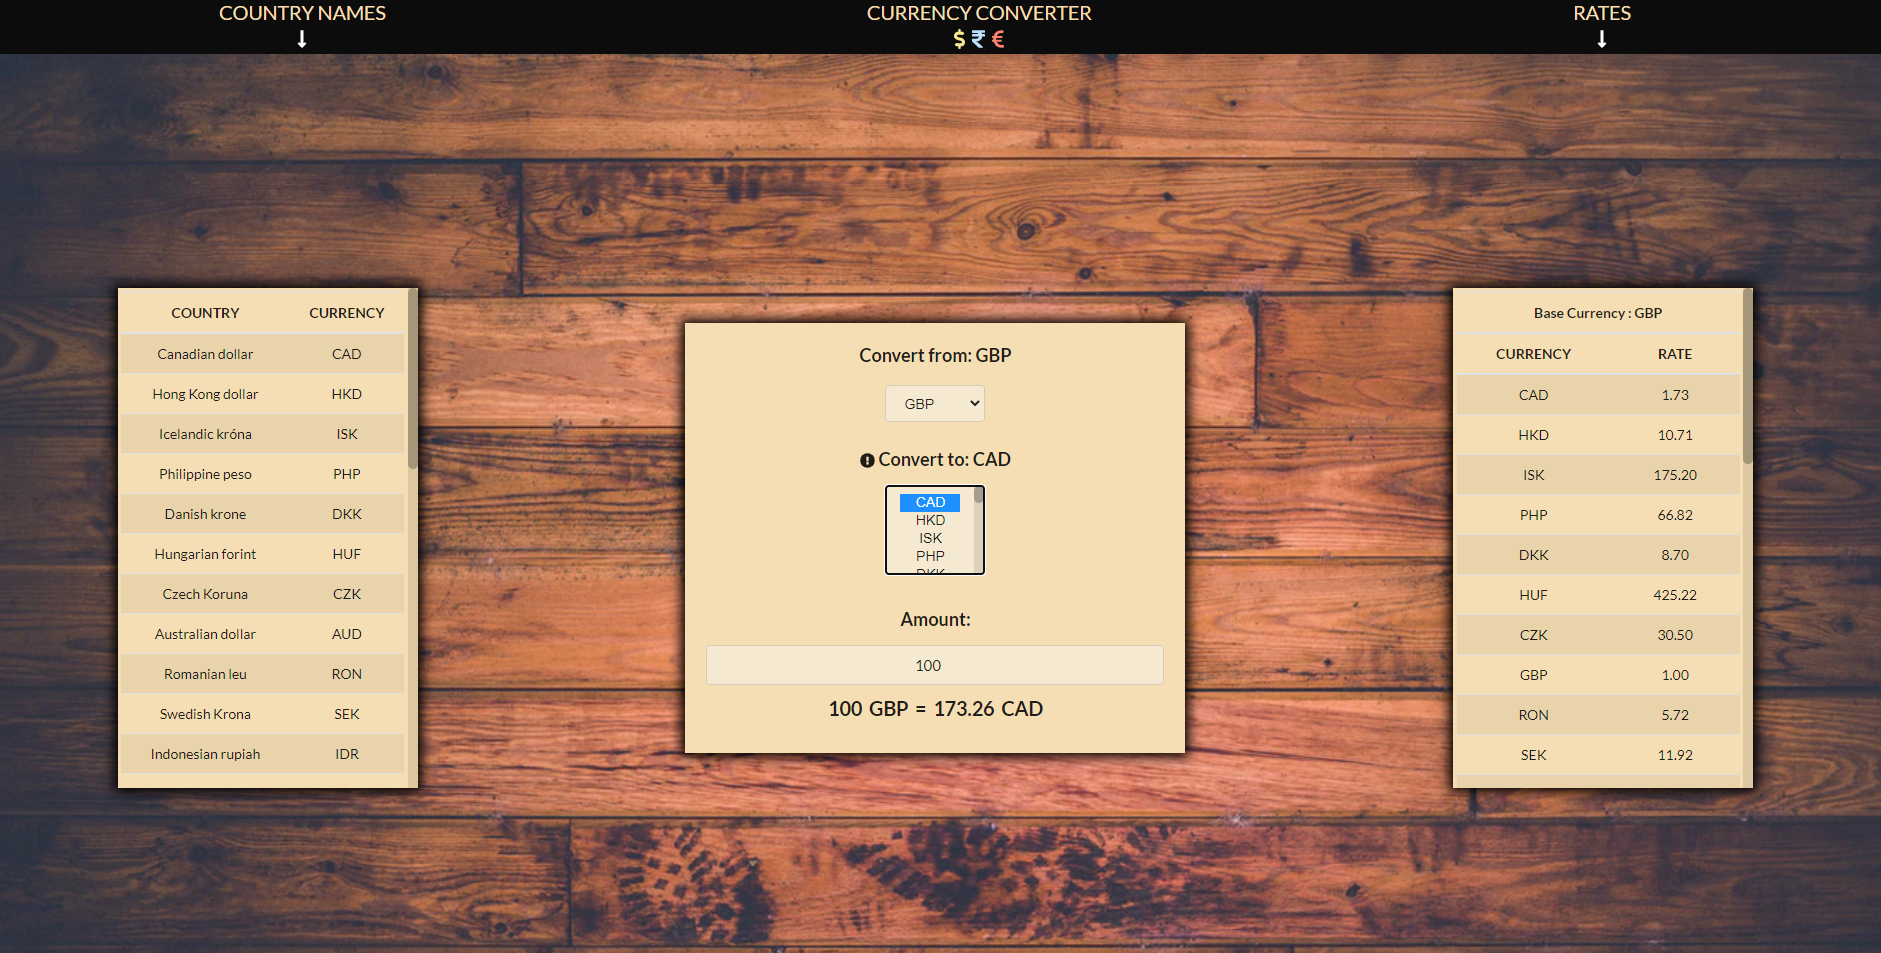 COUNTRY NAMES
CURRENCY CONVERTER
$ ₹ €
RATES
COUNTRY CURRENCY
Canadian dollar CAD
Hong Kong dollar HKD
Icelandic króna ISK
Philippine peso PHP
Danish krone DKK
Hungarian forint HUF
Czech Koruna CZK
Australian dollar AUD
Romanian leu RON
Swedish Krona SEK
Indonesian rupiah IDR
Convert from: GBP
GBP
Convert to: CAD
CAD
HKD
ISK
PHP
DKK
Amount:
100
100 GBP = 173.26 CAD
Base Currency : GBP
CURRENCY RATE
CAD 1.73
HKD 10.71
ISK 175.20
PHP 66.82
DKK 8.70
HUF 425.22
CZK 30.50
GBP 1.00
RON 5.72
SEK 11.92